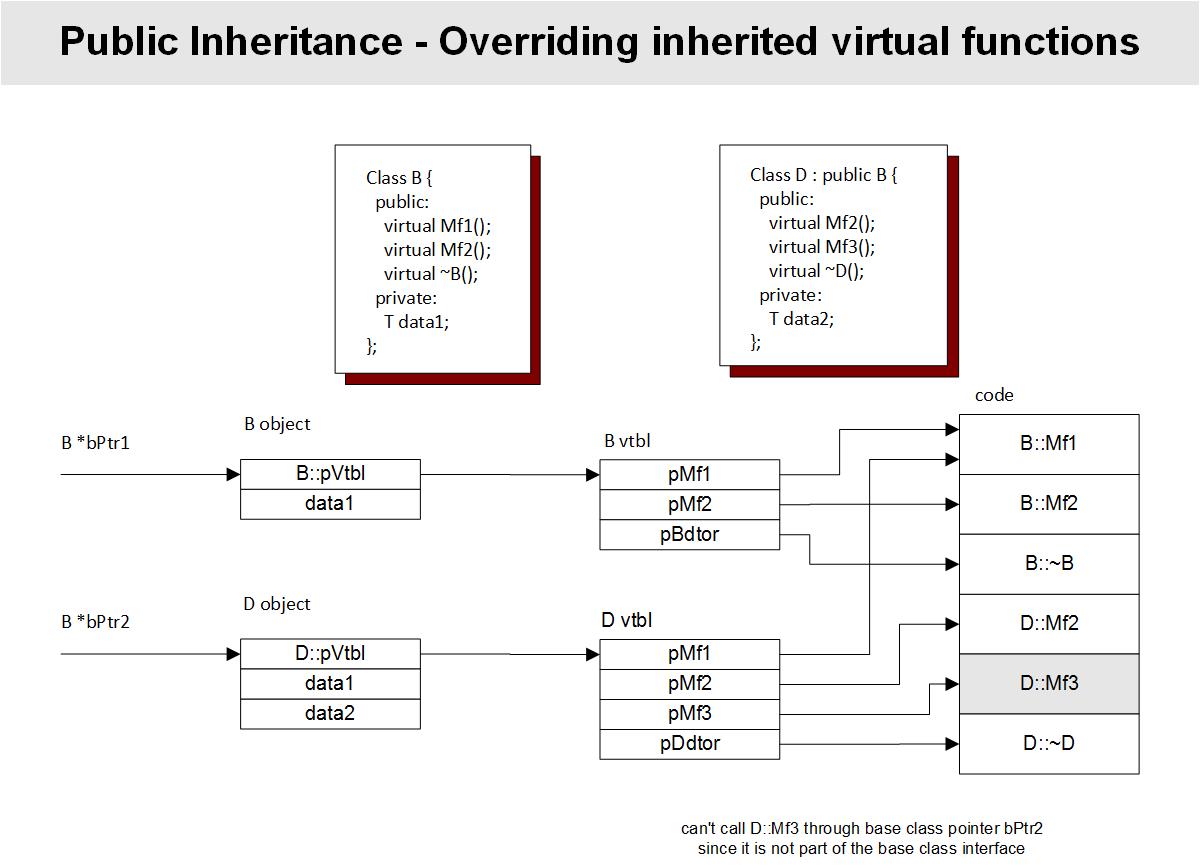 Public Inheritance - Overriding inherited virtual functions
Class B {
public:
virtual Mf1();
virtual Mf2();
virtual ~B();
private:
T data1;
};
Class D : public B {
public:
virtual Mf2();
virtual Mf3();
virtual ~D();
private:
T data2;
};
code
B *bPtr1
B object
B::pVtbl
data1
B vtbl
pMf1
pMf2
pBdtor
B::Mf1
B::Mf2
B::~B
D::Mf2
D::Mf3
D::~D
B *bPtr2
D object
D::pVtbl
data1
data2
D vtbl
pMf1
pMf2
pMf3
pDdtor
can't call D::Mf3 through base class pointer bPtr2
since it is not part of the base class interface